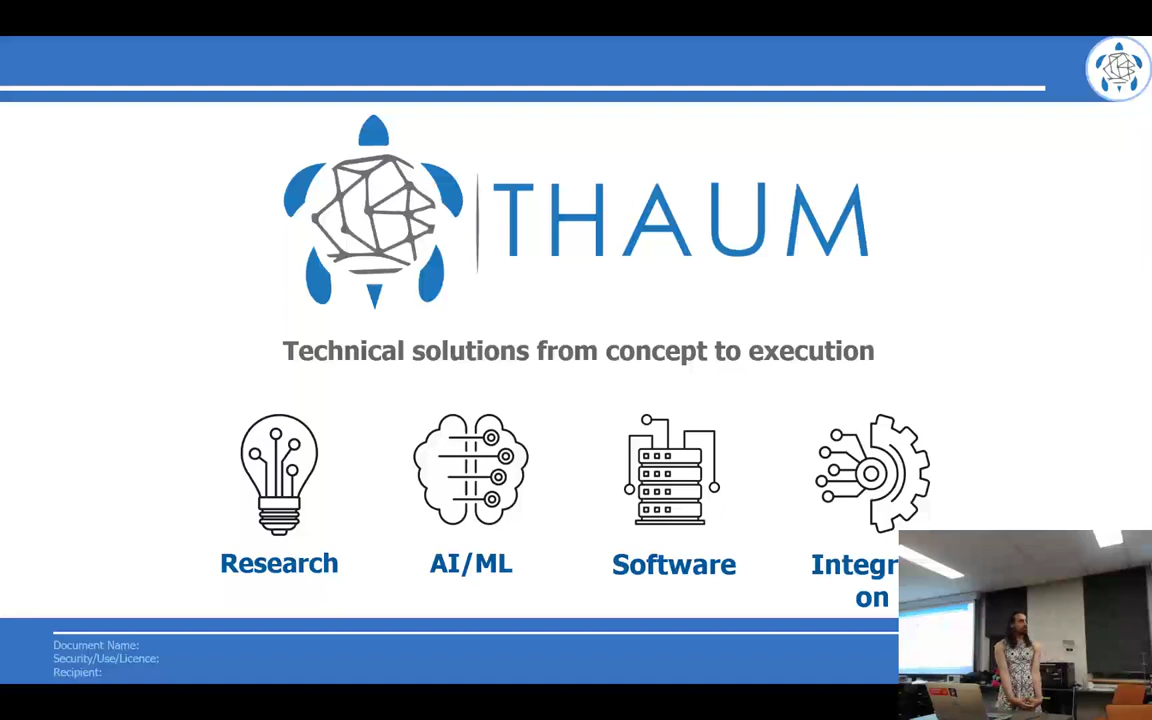 THAUM
Technical solutions from concept to execution
Research
AI/ML
Software
Integr
on
Document Name:
Security/Use/Licence:
Recipient: